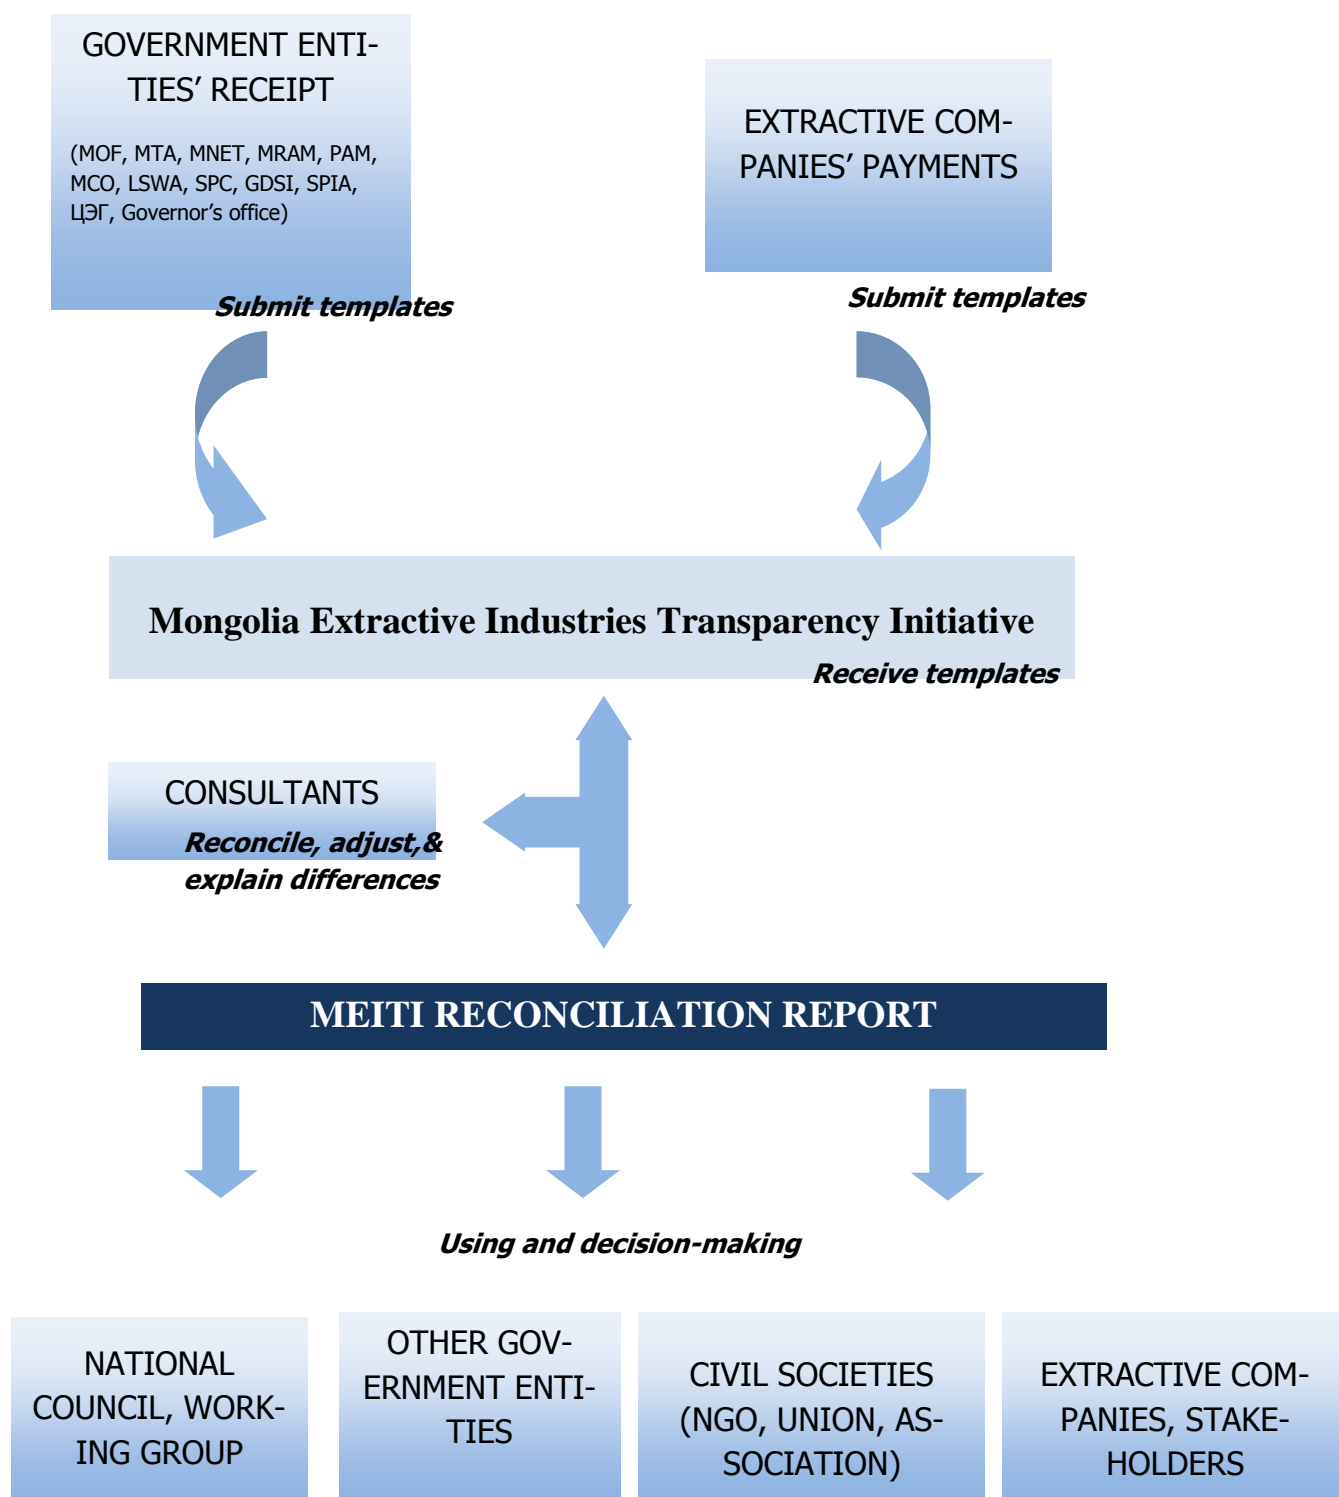 GOVERNMENT ENTI-
TIES’ RECEIPT
(MOF, MTA, MNET, MRAM, PAM,
MCO, LSWA, SPC, GDSI, SPIA,
ЦЭГ, Governor’s office)
Submit templates
EXTRACTIVE COM-
PANIES’ PAYMENTS
Submit templates
Mongolia Extractive Industries Transparency Initiative
Receive templates
CONSULTANTS
Reconcile, adjust,&
explain differences
MEITI RECONCILIATION REPORT
Using and decision-making
NATIONAL
COUNCIL, WORK-
ING GROUP
OTHER GOV-
ERNMENT ENTI-
TIES
CIVIL SOCIETIES
(NGO, UNION, AS-
SOCIATION)
EXTRACTIVE COM-
PANIES, STAKE-
HOLDERS